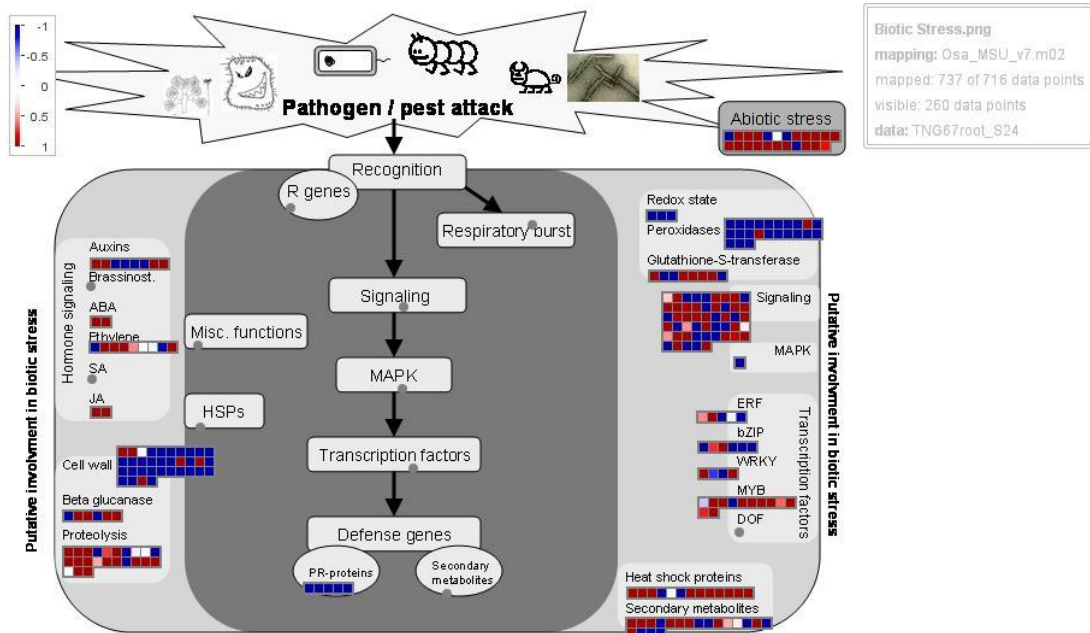 -1
-0.5
0
0.5
1
Pathogen / pest attack
Abiotic stress
Biotic Stress.png
mapping: Osa_MSU_v7.m02
mapped: 737 of 716 data points
visible: 260 data points
data: TNG67root_S24
Recognition
R genes
Respiratory burst
Signaling
Misc. functions
MAPK
HSPs
Transcription factors
Defense genes
PR-proteins
Secondary
metabolites
Putative involvment in biotic stress
Hormone signaling
Auxins
Brassinost.
ABA
Ethylene
SA
JA
Cell wall
Beta glucanase
Proteolysis
Redox state
Peroxidases
Glutathione-S-transferase
Signaling
MAPK
ERF
bZIP
WRKY
MYB
DOF
Transcription factors
Putative involvment in biotic stress
Heat shock proteins
Secondary metabolites